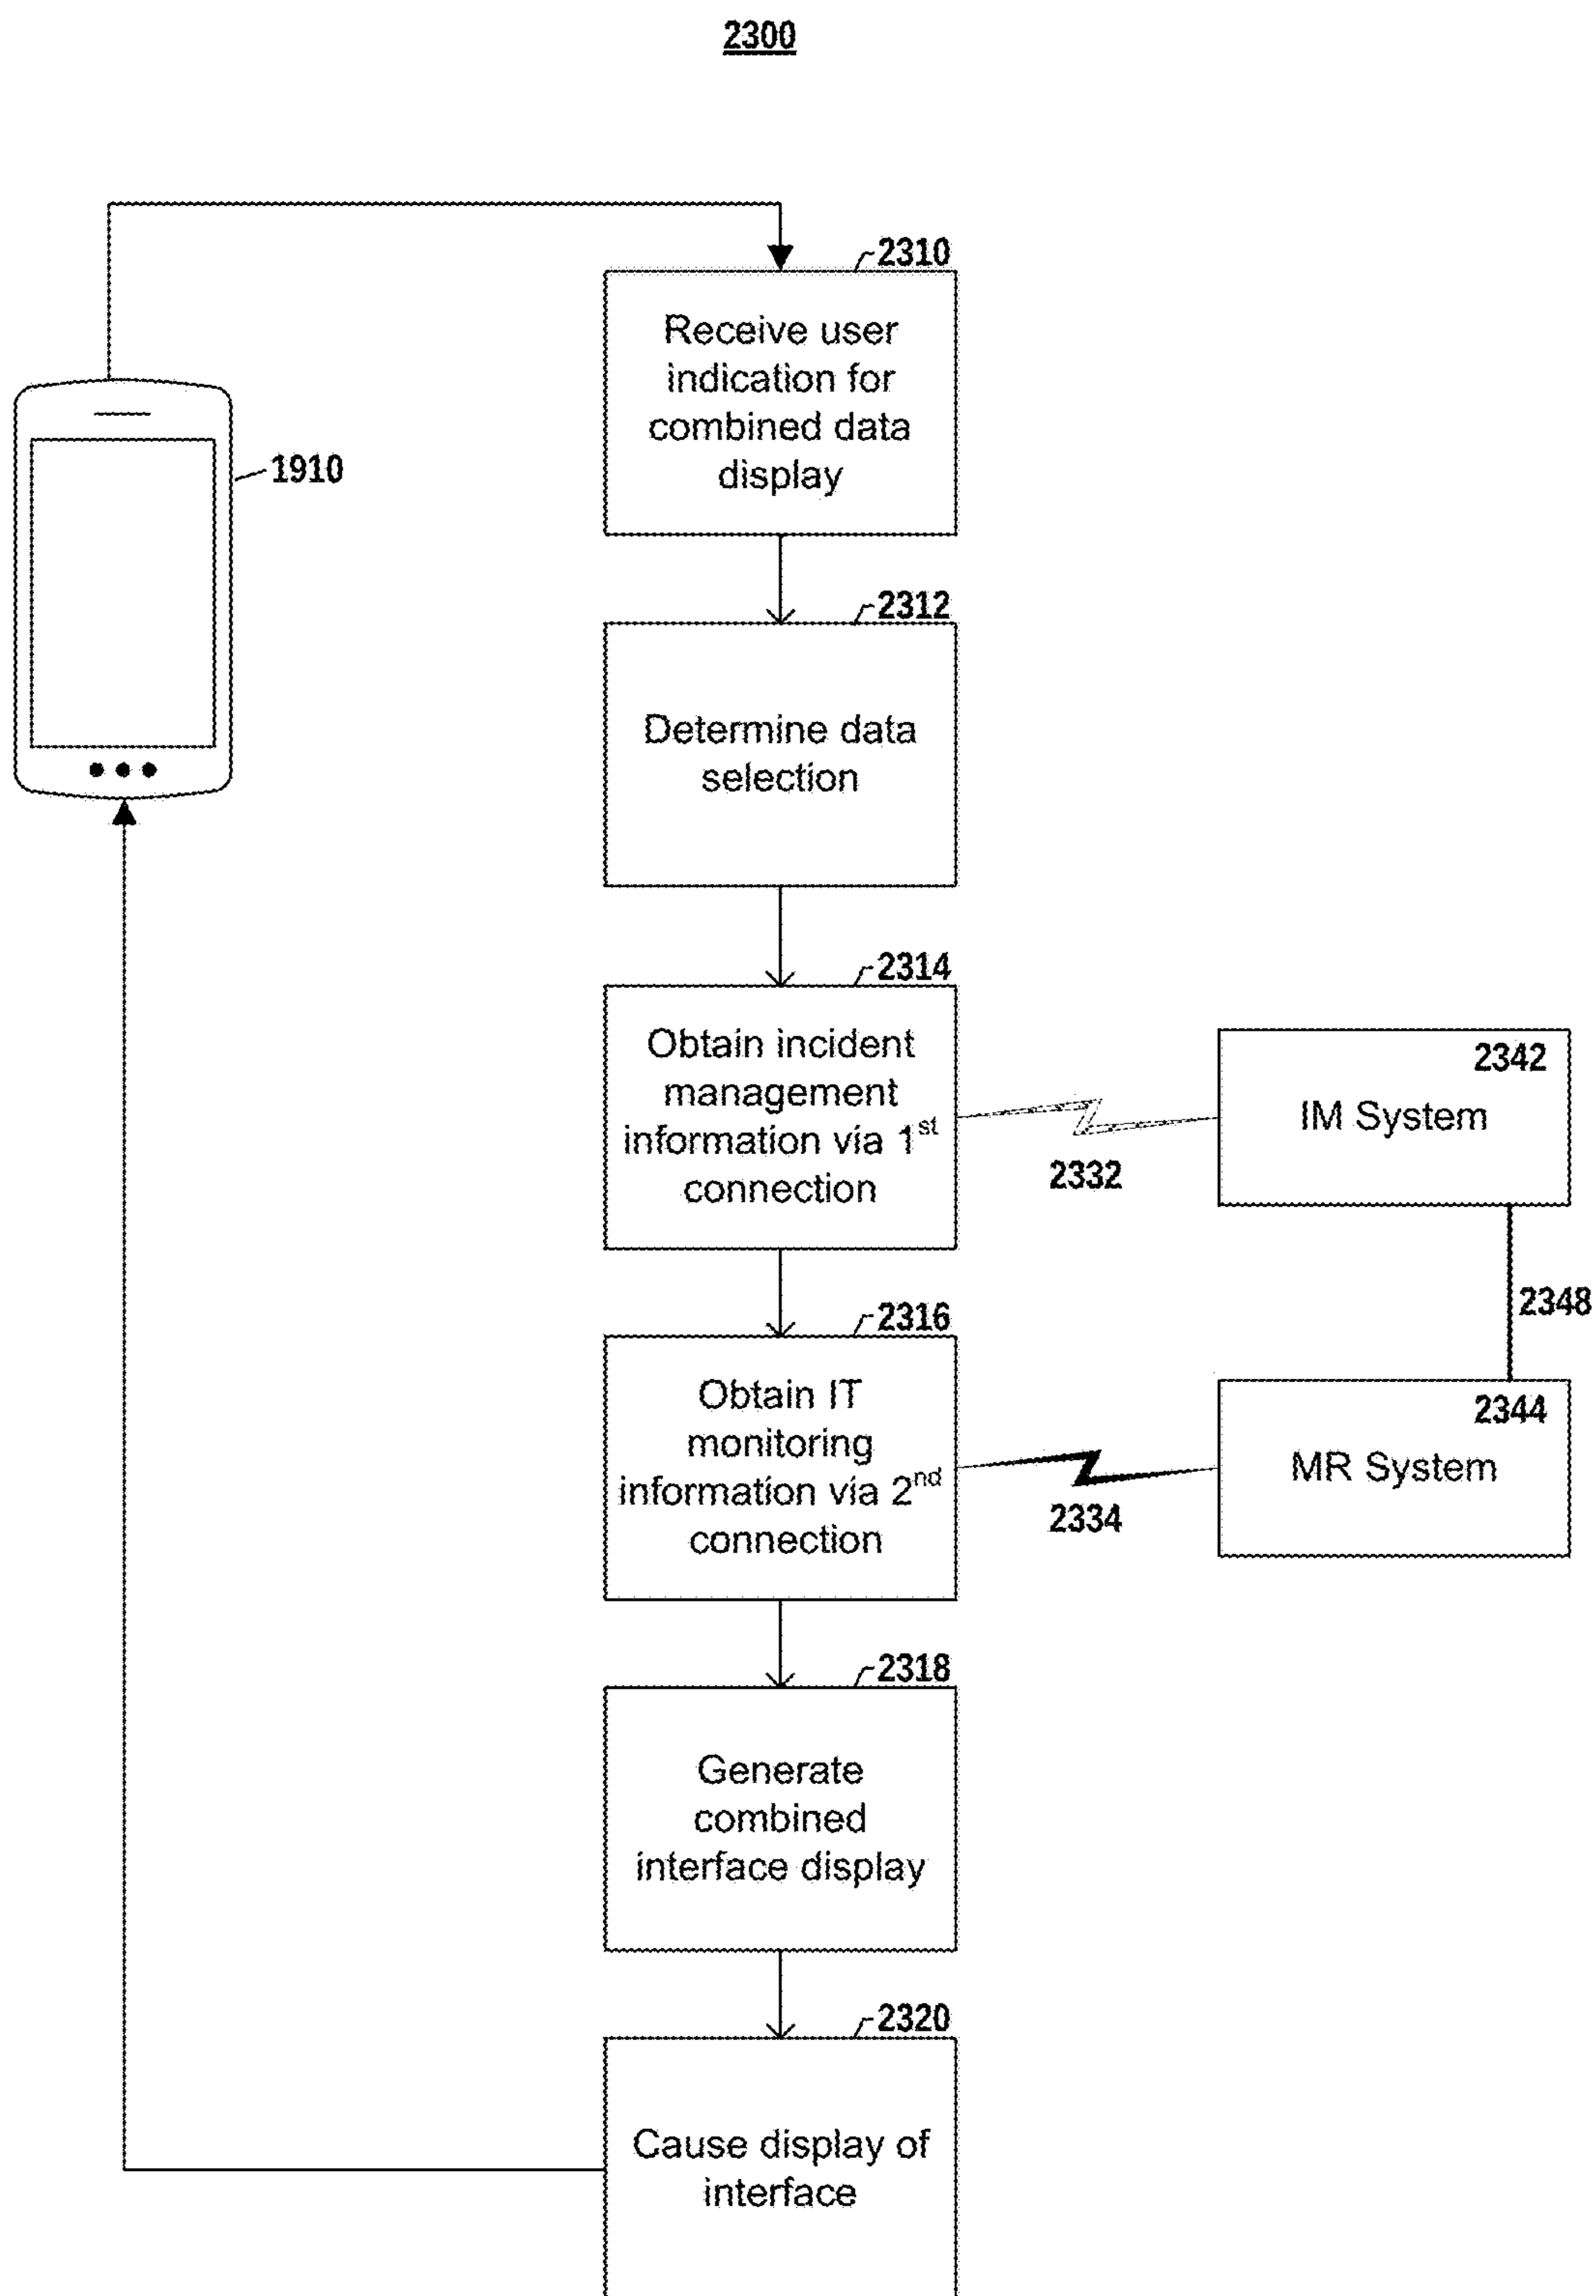 2300
2310
Receive user
indication for
combined data
display
1910
2312
Determine data
selection
2314
Obtain incident
management
information via 1st
connection
2332
2342
IM System
2348
2316
Obtain IT
monitoring
information via 2nd
connection
2334
2344
MR System
2318
Generate
combined
interface display
2320
Cause display of
interface